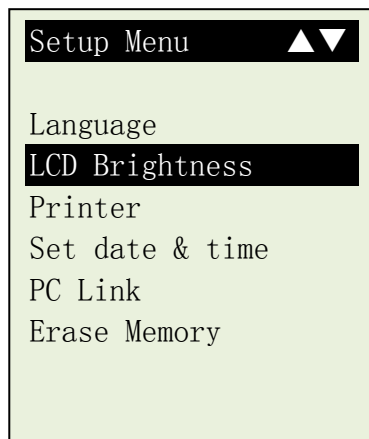 Setup Menu ▲▼
Language
LCD Brightness
Printer
Set date & time
PC Link
Erase Memory